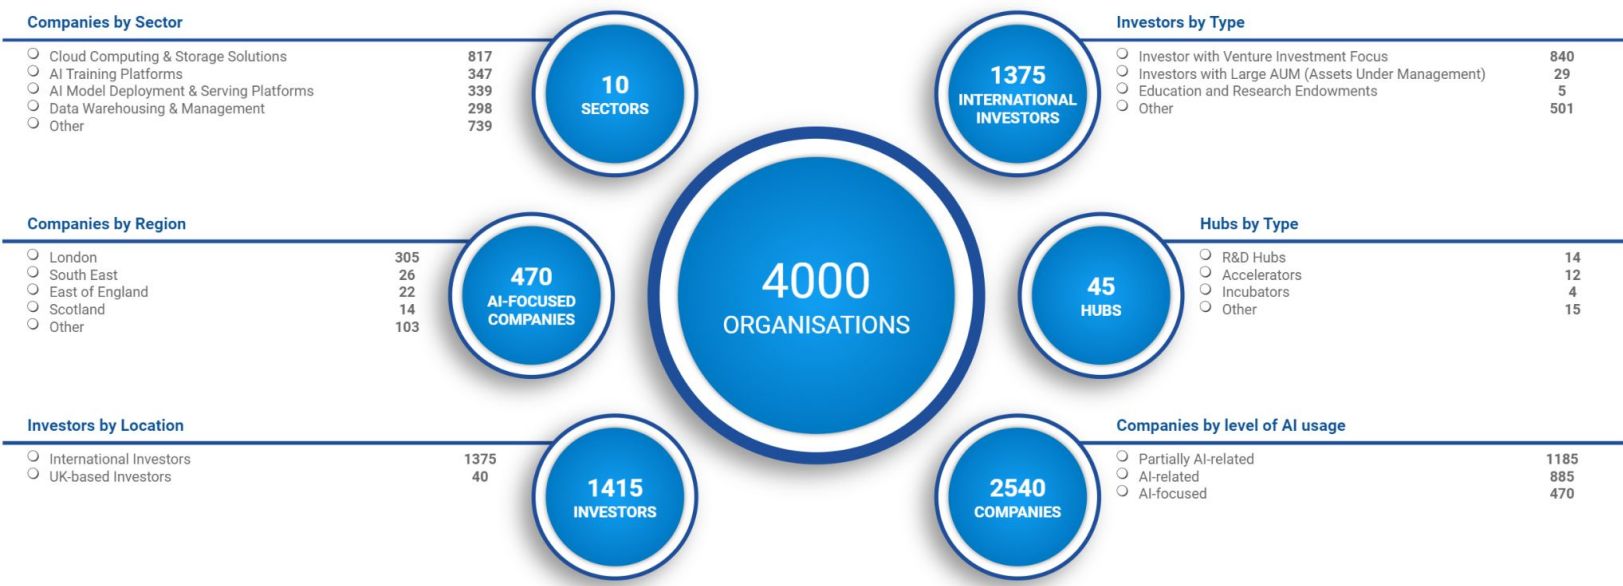 Companies by Sector
Cloud Computing & Storage Solutions 817
AI Training Platforms 347
AI Model Deployment & Serving Platforms 339
Data Warehousing & Management 298
Other 739
10
SECTORS
Companies by Region
London 305
South East 26
East of England 22
Scotland 14
Other 103
470
AI-FOCUSED
COMPANIES
Investors by Location
International Investors 1375
UK-based Investors 40
1415
INVESTORS
4000
ORGANISATIONS
Investors by Type
1375
INTERNATIONAL
INVESTORS
Investor with Venture Investment Focus 840
Investors with Large AUM (Assets Under Management) 29
Education and Research Endowments 5
Other 501
Hubs by Type
45
HUBS
R&D Hubs 14
Accelerators 12
Incubators 4
Other 15
Companies by level of AI usage
2540
COMPANIES
Partially AI-related 1185
AI-related 885
AI-focused 470